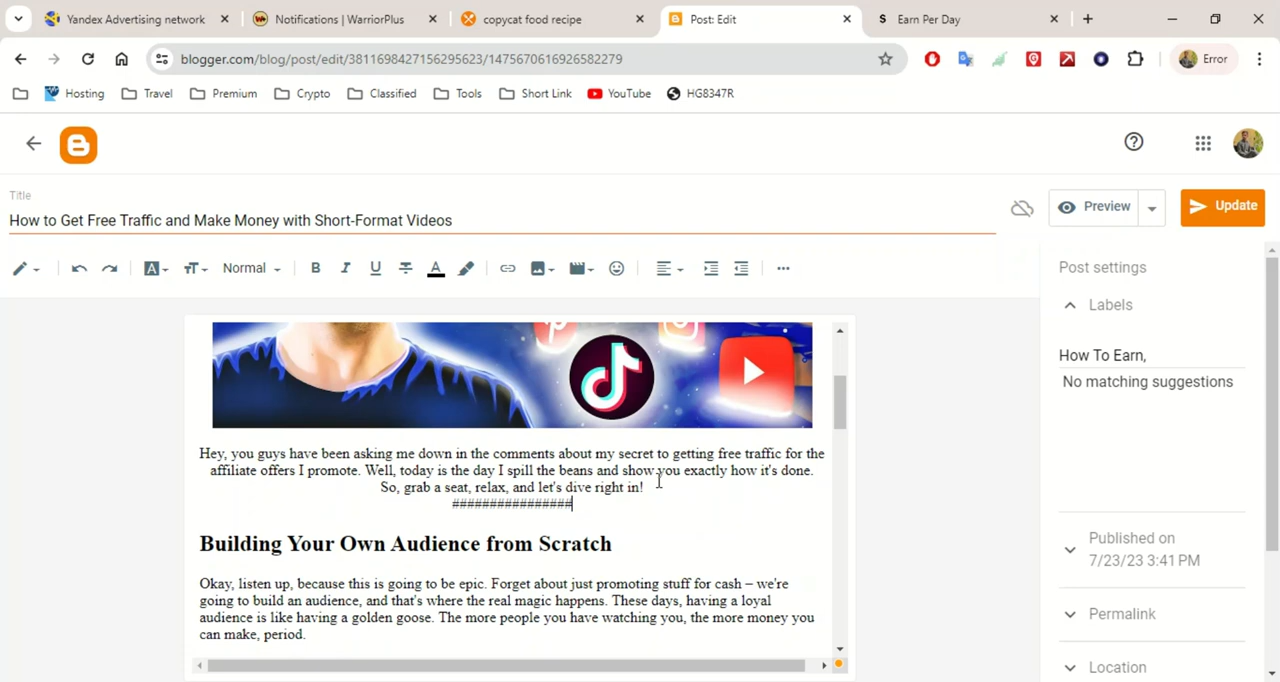 Yandex Advertising network
Notifications | WarriorPlus
copycat food recipe
Post: Edit
Earn Per Day
blogger.com/blog/post/edit/3811698427156295623/1475670616926582279
Error
Hosting
Travel
Premium
Crypto
Classified
Tools
Short Link
YouTube
HG8347R
Title
How to Get Free Traffic and Make Money with Short-Format Videos
Preview
Update
Normal
B I U
Post settings
Labels
How To Earn,
No matching suggestions
Hey, you guys have been asking me down in the comments about my secret to getting free traffic for the
affiliate offers I promote. Well, today is the day I spill the beans and show you exactly how it's done.
So, grab a seat, relax, and let's dive right in!
################
Building Your Own Audience from Scratch
Okay, listen up, because this is going to be epic. Forget about just promoting stuff for cash – we're
going to build an audience, and that's where the real magic happens. These days, having a loyal
audience is like having a golden goose. The more people you have watching you, the more money you
can make, period.
Published on
7/23/23 3:41 PM
Permalink
Location